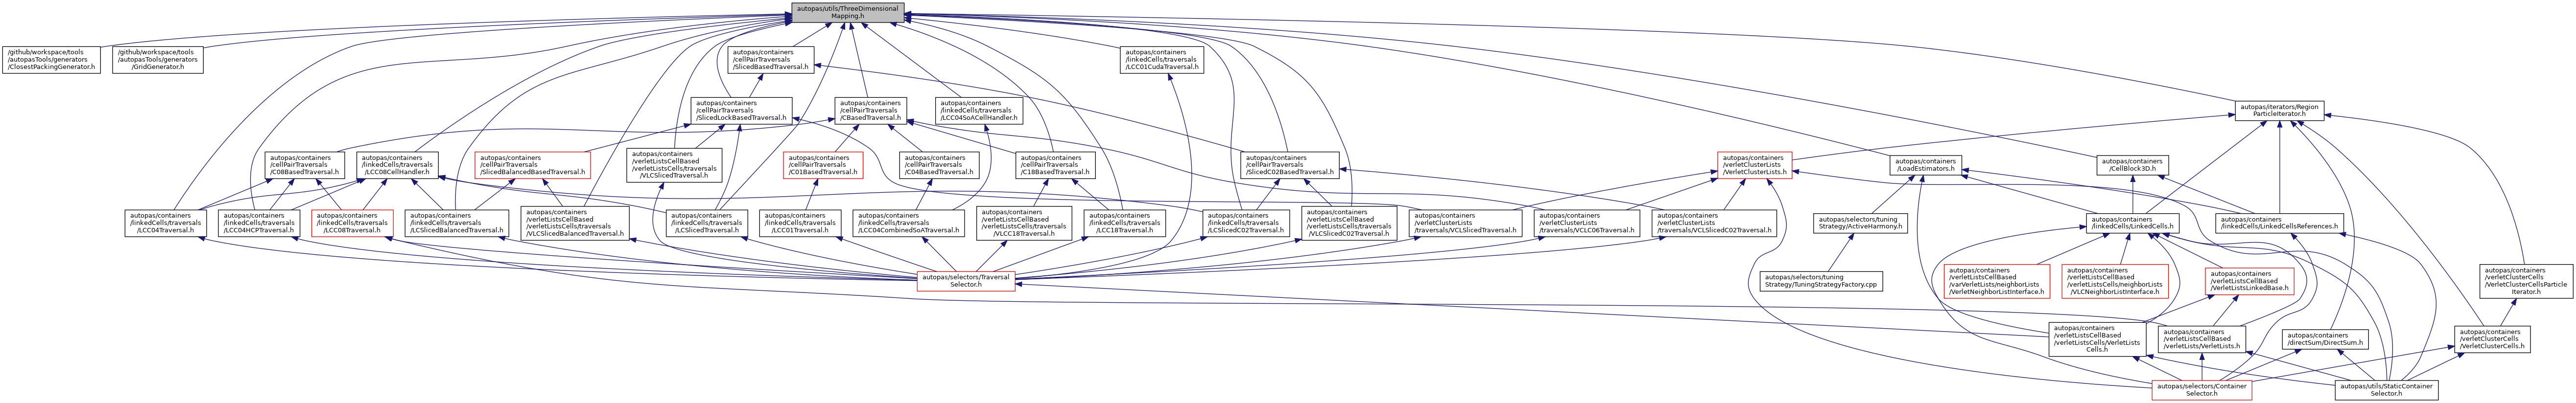 autopas/utils/ThreeDimensional
Mapping.h
/github/workspace/tools
/autopasTools/generators
/ClosestPackingGenerator.h
/github/workspace/tools
/autopasTools/generators
/GridGenerator.h
autopas/containers
/cellPairTraversals
/SlicedBasedTraversal.h
autopas/containers
/linkedCells/traversals
/LCC01CudaTraversal.h
autopas/containers
/cellPairTraversals
/SlicedLockBasedTraversal.h
autopas/containers
/cellPairTraversals
/CBasedTraversal.h
autopas/containers
/linkedCells/traversals
/LCC04SoACellHandler.h
autopas/iterators/Region
ParticleIterator.h
autopas/containers
/cellPairTraversals
/C08BasedTraversal.h
autopas/containers
/linkedCells/traversals
/LCC08CellHandler.h
autopas/containers
/cellPairTraversals
/SlicedBalancedBasedTraversal.h
autopas/containers
/verletListsCellBased
/verletListsCells/traversals
/VLCSlicedTraversal.h
autopas/containers
/cellPairTraversals
/C01BasedTraversal.h
autopas/containers
/cellPairTraversals
/C04BasedTraversal.h
autopas/containers
/cellPairTraversals
/C18BasedTraversal.h
autopas/containers
/cellPairTraversals
/SlicedC02BasedTraversal.h
autopas/containers
/verletClusterLists
/VerletClusterLists.h
autopas/containers
/LoadEstimators.h
autopas/containers
/CellBlock3D.h
autopas/containers
/linkedCells/traversals
/LCC04Traversal.h
autopas/containers
/linkedCells/traversals
/LCC04HCPTraversal.h
autopas/containers
/linkedCells/traversals
/LCC08Traversal.h
autopas/containers
/linkedCells/traversals
/LCSlicedBalancedTraversal.h
autopas/containers
/verletListsCellBased
/verletListsCells/traversals
/VLCSlicedBalancedTraversal.h
autopas/containers
/linkedCells/traversals
/LCSlicedTraversal.h
autopas/containers
/linkedCells/traversals
/LCC01Traversal.h
autopas/containers
/linkedCells/traversals
/LCC04CombinedSoATraversal.h
autopas/containers
/verletListsCellBased
/verletListsCells/traversals
/VLCC18Traversal.h
autopas/containers
/linkedCells/traversals
/LCC18Traversal.h
autopas/containers
/linkedCells/traversals
/LCSlicedC02Traversal.h
autopas/containers
/verletListsCellBased
/verletListsCells/traversals
/VLCSlicedC02Traversal.h
autopas/containers
/verletClusterLists
/traversals/VCLSlicedTraversal.h
autopas/containers
/verletClusterLists
/traversals/VCLC06Traversal.h
autopas/containers
/verletClusterLists
/traversals/VCLSlicedC02Traversal.h
autopas/selectors/tuning
Strategy/ActiveHarmony.h
autopas/containers
/linkedCells/LinkedCells.h
autopas/containers
/linkedCells/LinkedCellsReferences.h
autopas/selectors/Traversal
Selector.h
autopas/selectors/tuning
Strategy/TuningStrategyFactory.cpp
autopas/containers
/verletListsCellBased
/varVerletLists/neighborLists
/VerletNeighborListInterface.h
autopas/containers
/verletListsCellBased
/verletListsCells/neighborLists
/VLCNeighborListInterface.h
autopas/containers
/verletListsCellBased
/VerletListsLinkedBase.h
autopas/containers
/verletClusterCells
/VerletClusterCellsParticle
Iterator.h
autopas/containers
/verletListsCellBased
/verletListsCells/VerletLists
Cells.h
autopas/containers
/verletListsCellBased
/verletLists/VerletLists.h
autopas/containers
/directSum/DirectSum.h
autopas/containers
/verletClusterCells
/VerletClusterCells.h
autopas/selectors/Container
Selector.h
autopas/utils/StaticContainer
Selector.h